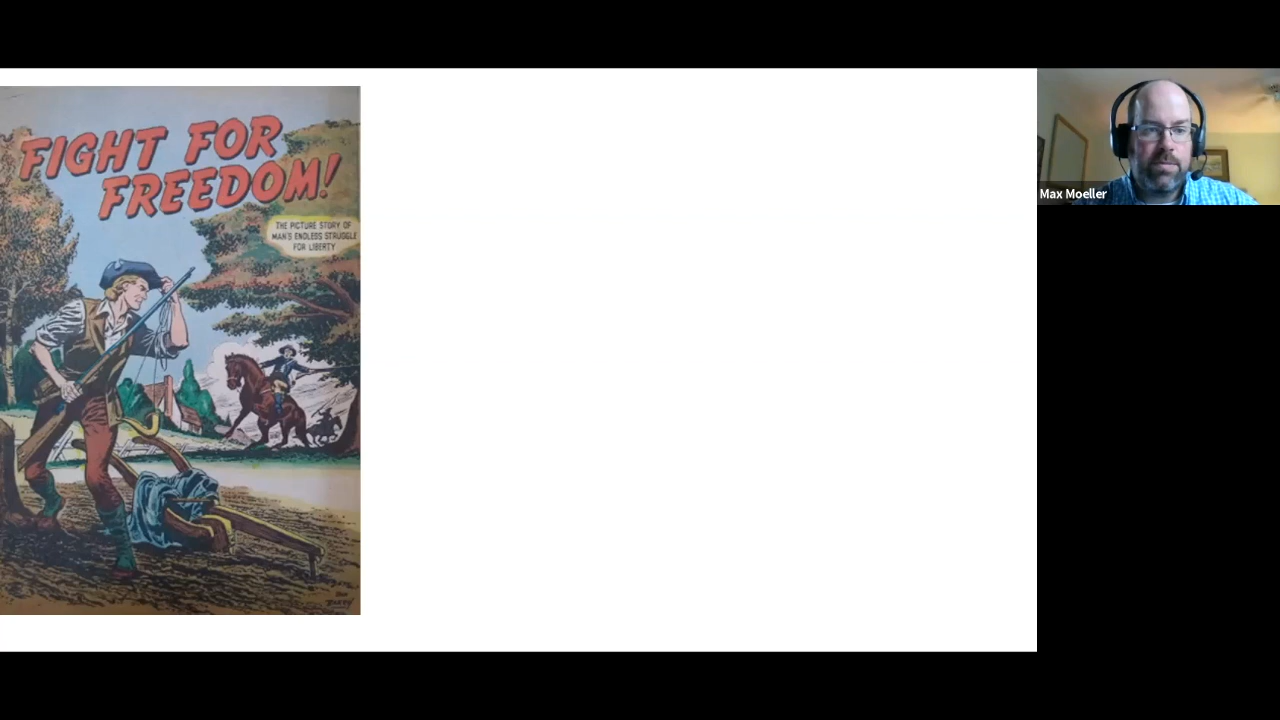 FIGHT FOR
FREEDOM!
THE PICTURE STORY OF
MAN'S ENDLESS STRUGGLE
FOR LIBERTY
Max Moeller